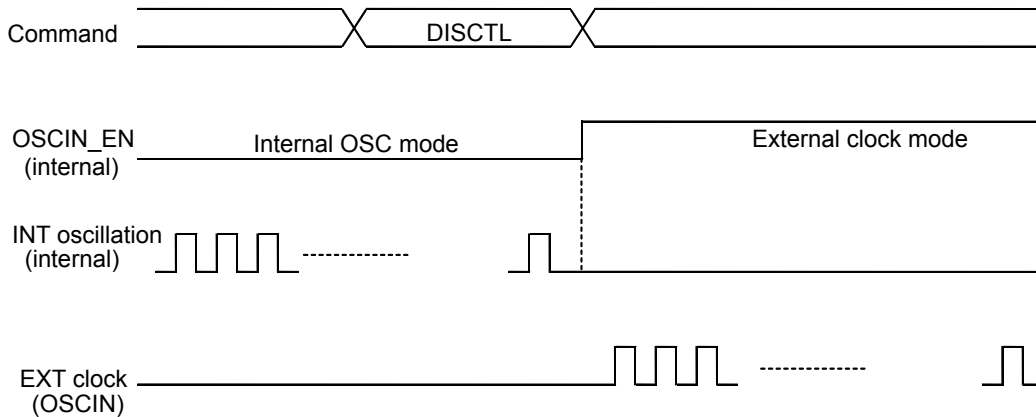 Command
DISCTL
OSCIN_EN
(internal)
Internal OSC mode
External clock mode
INT oscillation
(internal)
EXT clock
(OSCIN)